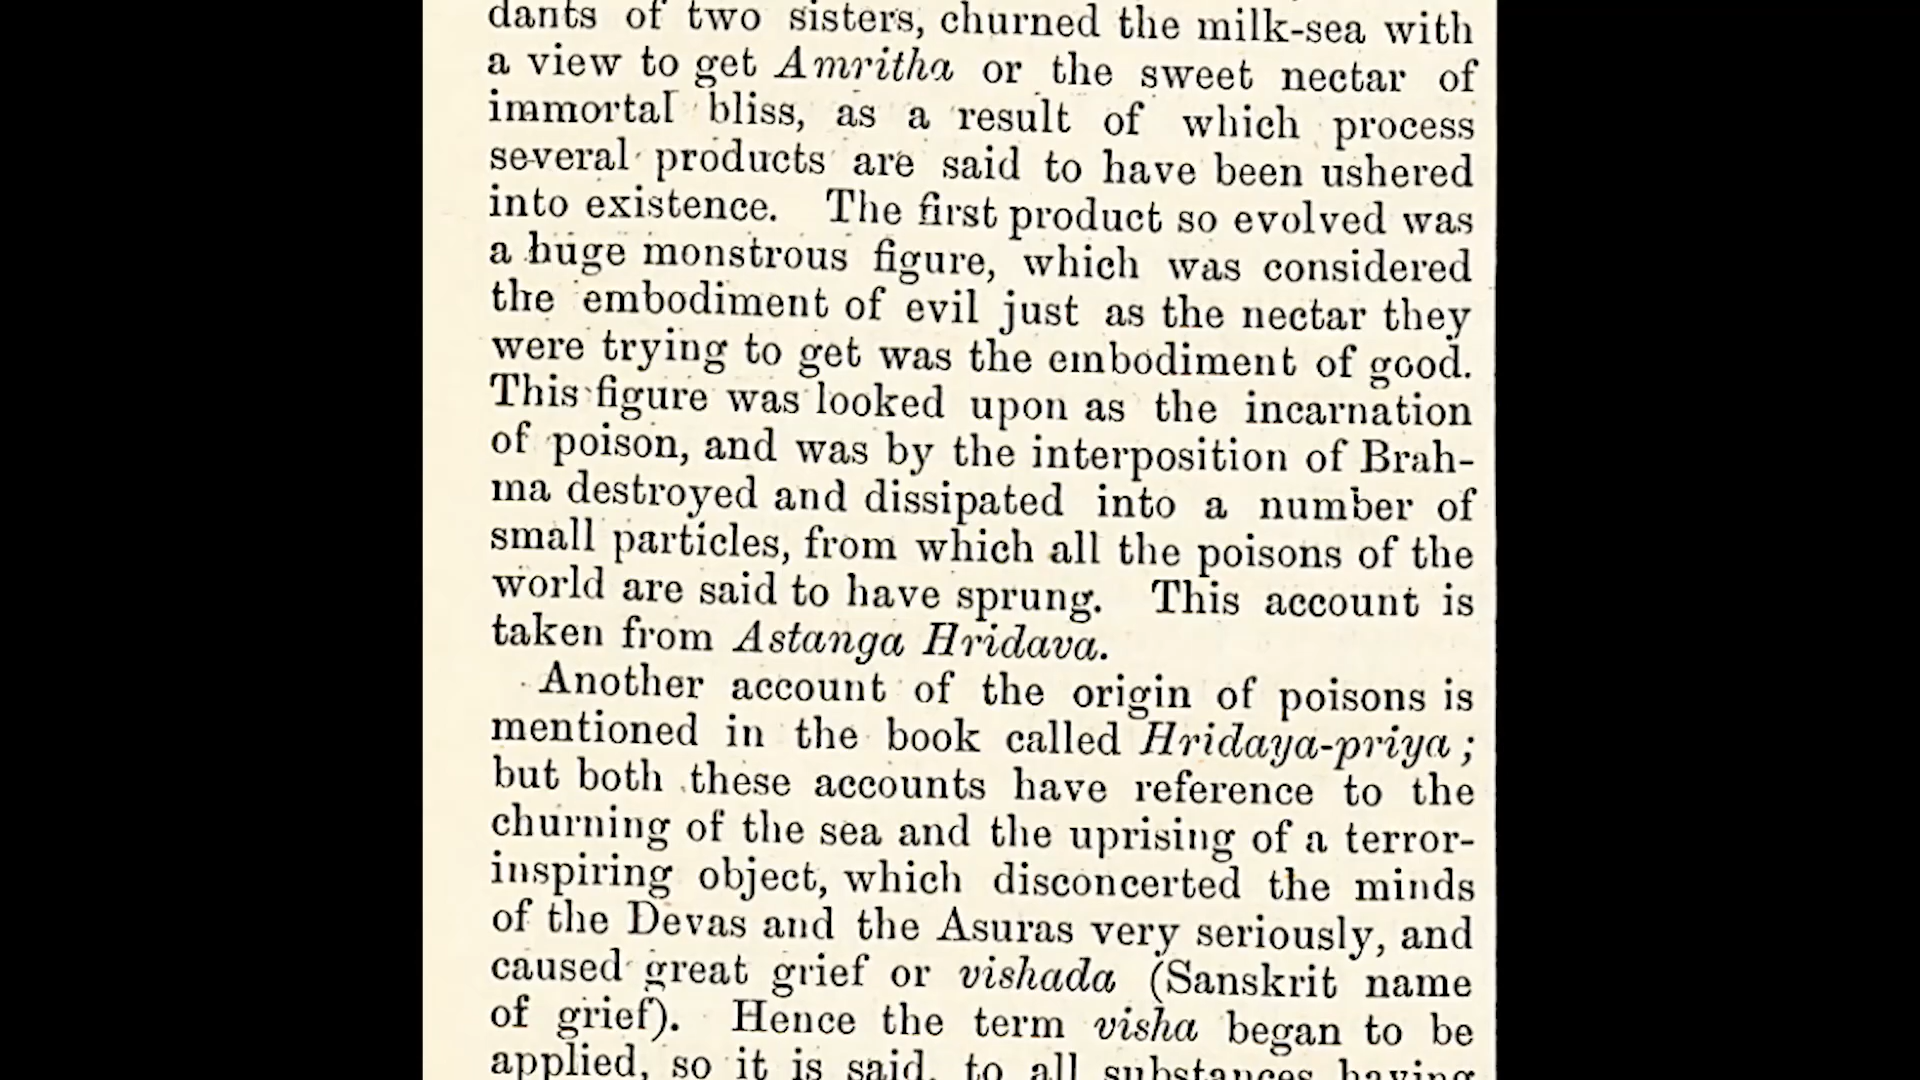 dants of two sisters, churned the milk-sea with
a view to get Amritha or the sweet nectar of
immortal bliss, as a result of which process
several products are said to have been ushered
into existence. The first product so evolved was
a huge monstrous figure, which was considered
the embodiment of evil just as the nectar they
were trying to get was the embodiment of good.
This figure was looked upon as the incarnation
of poison, and was by the interposition of Brah-
ma destroyed and dissipated into a number of
small particles, from which all the poisons of the
world are said to have sprung. This account is
taken from Astanga Hridava.
Another account of the origin of poisons is
mentioned in the book called Hridaya-priya ;
but both these accounts have reference to the
churning of the sea and the uprising of a terror-
inspiring object, which disconcerted the minds
of the Devas and the Asuras very seriously, and
caused great grief or vishada (Sanskrit name
of grief). Hence the term visha began to be
applied, so it is said, to all substances having